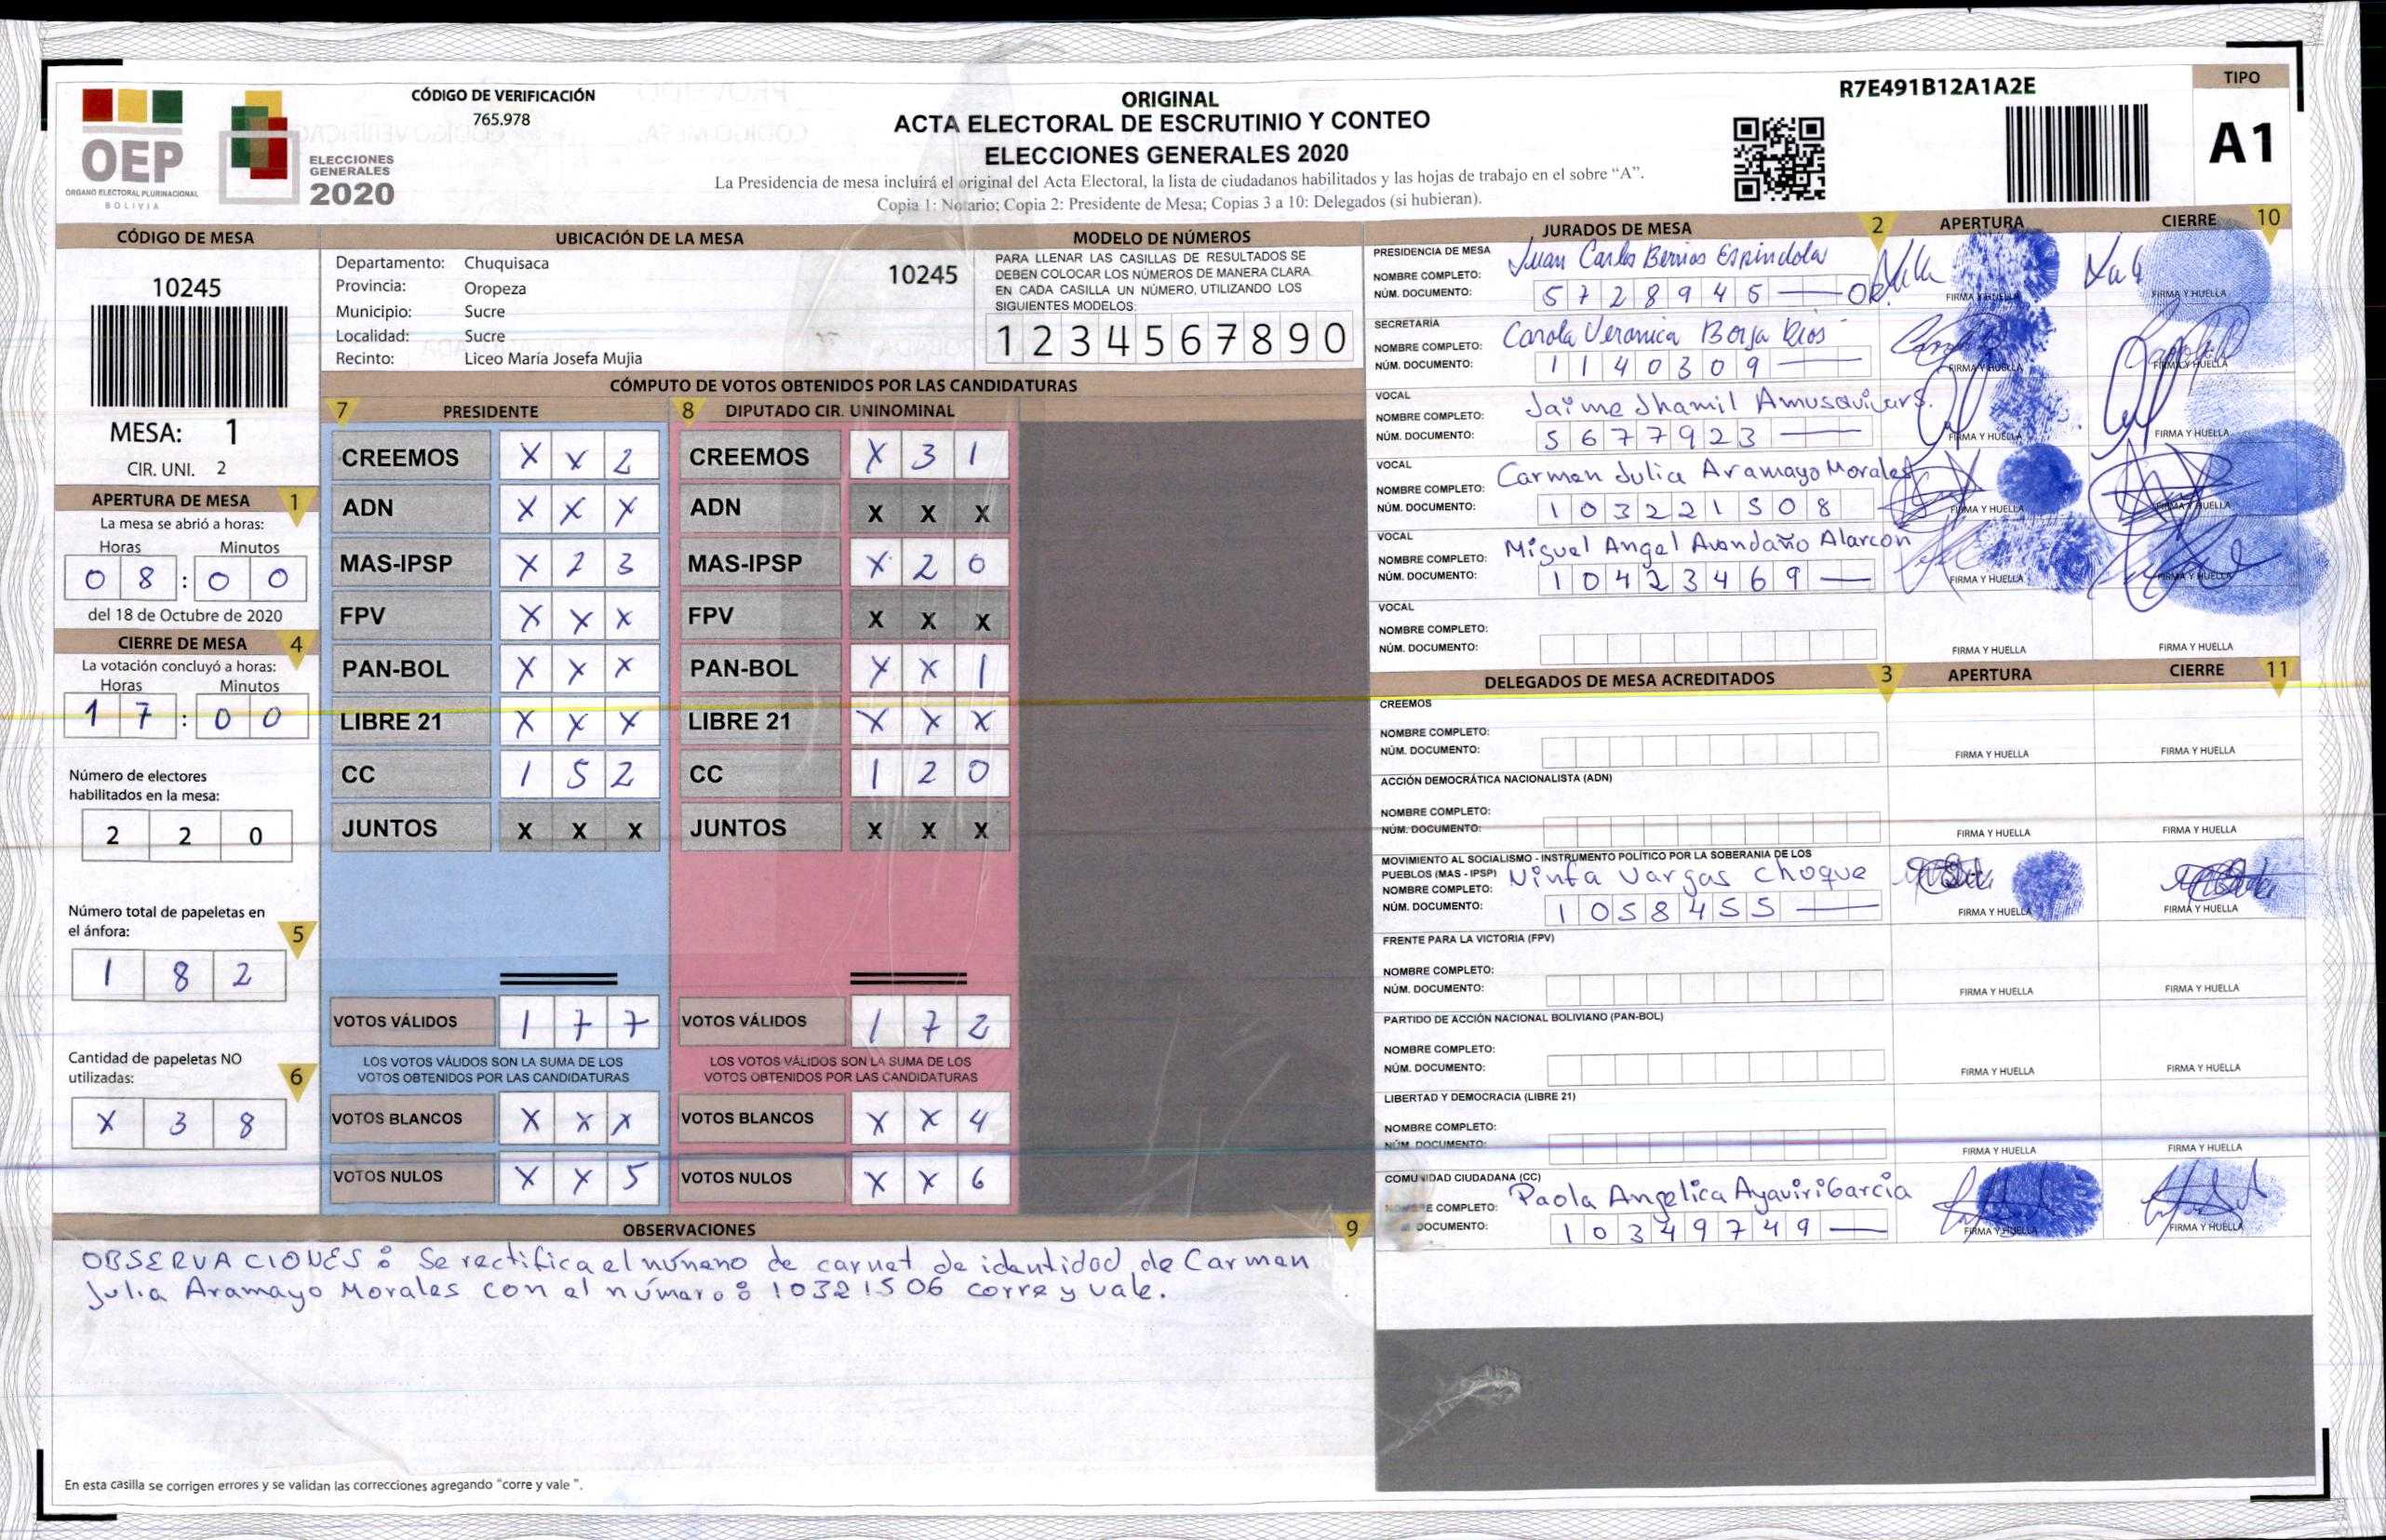 OEP
ÓRGANO ELECTORAL PLURINACIONAL
BOLIVIA
ELECCIONES
GENERALES
2020
CÓDIGO DE VERIFICACIÓN
765.978
ORIGINAL
ACTA ELECTORAL DE ESCRUTINIO Y CONTEO
ELECCIONES GENERALES 2020
La Presidencia de mesa incluirá el original del Acta Electoral, la lista de ciudadanos habilitados y las hojas de trabajo en el sobre “A”.
Copia 1: Notario; Copia 2: Presidente de Mesa; Copias 3 a 10: Delegados (si hubieran).
R7E491B12A1A2E
TIPO
A1
CÓDIGO DE MESA
10245
MESA: 1
CIR. UNI. 2
APERTURA DE MESA 1
La mesa se abrió a horas:
Horas Minutos
0 8 : 0 0
del 18 de Octubre de 2020
CIERRE DE MESA 4
La votación concluyó a horas:
Horas Minutos
1 7 : 0 0
Número de electores
habilitados en la mesa:
2 2 0
Número total de papeletas en
el ánfora: 5
1 8 2
Cantidad de papeletas NO
utilizadas: 6
X 3 8
UBICACIÓN DE LA MESA
Departamento: Chuquisaca
Provincia: Oropeza
Municipio: Sucre
Localidad: Sucre
Recinto: Liceo María Josefa Mujia
10245
MODELO DE NÚMEROS
PARA LLENAR LAS CASILLAS DE RESULTADOS SE
DEBEN COLOCAR LOS NÚMEROS DE MANERA CLARA.
EN CADA CASILLA UN NÚMERO, UTILIZANDO LOS
SIGUIENTES MODELOS:
1 2 3 4 5 6 7 8 9 0
CÓMPUTO DE VOTOS OBTENIDOS POR LAS CANDIDATURAS
7 PRESIDENTE 8 DIPUTADO CIR. UNINOMINAL
CREEMOS X X 2 CREEMOS X 3 1
ADN X X X ADN X X X
MAS-IPSP X 2 3 MAS-IPSP X 2 0
FPV X X X FPV X X X
PAN-BOL X X X PAN-BOL X X 1
LIBRE 21 X X X LIBRE 21 X X X
CC 1 5 2 CC 1 2 0
JUNTOS X X X JUNTOS X X X
VOTOS VÁLIDOS 1 7 7 VOTOS VÁLIDOS 1 7 2
LOS VOTOS VÁLIDOS SON LA SUMA DE LOS LOS VOTOS VÁLIDOS SON LA SUMA DE LOS
VOTOS OBTENIDOS POR LAS CANDIDATURAS VOTOS OBTENIDOS POR LAS CANDIDATURAS
VOTOS BLANCOS X X X VOTOS BLANCOS X X 4
VOTOS NULOS X X 5 VOTOS NULOS X X 6
OBSERVACIONES 9
OBSERVACIONES: Se rectifica el número de carnet de identidad de Carmen
Julia Aramayo Morales con el número: 10321506 corre y vale.
En esta casilla se corrigen errores y se validan las correcciones agregando “corre y vale ”.
JURADOS DE MESA 2 APERTURA CIERRE 10
PRESIDENCIA DE MESA
NOMBRE COMPLETO: Juan Carlos Berrios Espindola
NÚM. DOCUMENTO: 5 7 2 8 9 4 5 — OR.
FIRMA Y HUELLA FIRMA Y HUELLA
SECRETARÍA
NOMBRE COMPLETO: Carola Veronica Borja Rios
NÚM. DOCUMENTO: 1 1 4 0 3 0 9 —
FIRMA Y HUELLA FIRMA Y HUELLA
VOCAL
NOMBRE COMPLETO: Jaime Jhamil Amusquivar S.
NÚM. DOCUMENTO: 5 6 7 7 9 2 3 —
FIRMA Y HUELLA FIRMA Y HUELLA
VOCAL
NOMBRE COMPLETO: Carmen Julia Aramayo Morales
NÚM. DOCUMENTO: 1 0 3 2 2 1 5 0 8
FIRMA Y HUELLA FIRMA Y HUELLA
VOCAL
NOMBRE COMPLETO: Miguel Angel Avendaño Alarcon
NÚM. DOCUMENTO: 1 0 4 2 3 4 6 9 —
FIRMA Y HUELLA FIRMA Y HUELLA
VOCAL
NOMBRE COMPLETO:
NÚM. DOCUMENTO:
FIRMA Y HUELLA FIRMA Y HUELLA
DELEGADOS DE MESA ACREDITADOS 3 APERTURA CIERRE 11
CREEMOS
NOMBRE COMPLETO:
NÚM. DOCUMENTO:
FIRMA Y HUELLA FIRMA Y HUELLA
ACCIÓN DEMOCRÁTICA NACIONALISTA (ADN)
NOMBRE COMPLETO:
NÚM. DOCUMENTO:
FIRMA Y HUELLA FIRMA Y HUELLA
MOVIMIENTO AL SOCIALISMO - INSTRUMENTO POLÍTICO POR LA SOBERANIA DE LOS
PUEBLOS (MAS - IPSP)
NOMBRE COMPLETO: Ninfa Vargas Choque
NÚM. DOCUMENTO: 1 0 5 8 4 5 5 —
FIRMA Y HUELLA FIRMA Y HUELLA
FRENTE PARA LA VICTORIA (FPV)
NOMBRE COMPLETO:
NÚM. DOCUMENTO:
FIRMA Y HUELLA FIRMA Y HUELLA
PARTIDO DE ACCIÓN NACIONAL BOLIVIANO (PAN-BOL)
NOMBRE COMPLETO:
NÚM. DOCUMENTO:
FIRMA Y HUELLA FIRMA Y HUELLA
LIBERTAD Y DEMOCRACIA (LIBRE 21)
NOMBRE COMPLETO:
NÚM. DOCUMENTO:
FIRMA Y HUELLA FIRMA Y HUELLA
COMUNIDAD CIUDADANA (CC)
NOMBRE COMPLETO: Paola Angelica Ayaviri Garcia
DOCUMENTO: 1 0 3 4 9 7 4 9 —
FIRMA Y HUELLA FIRMA Y HUELLA